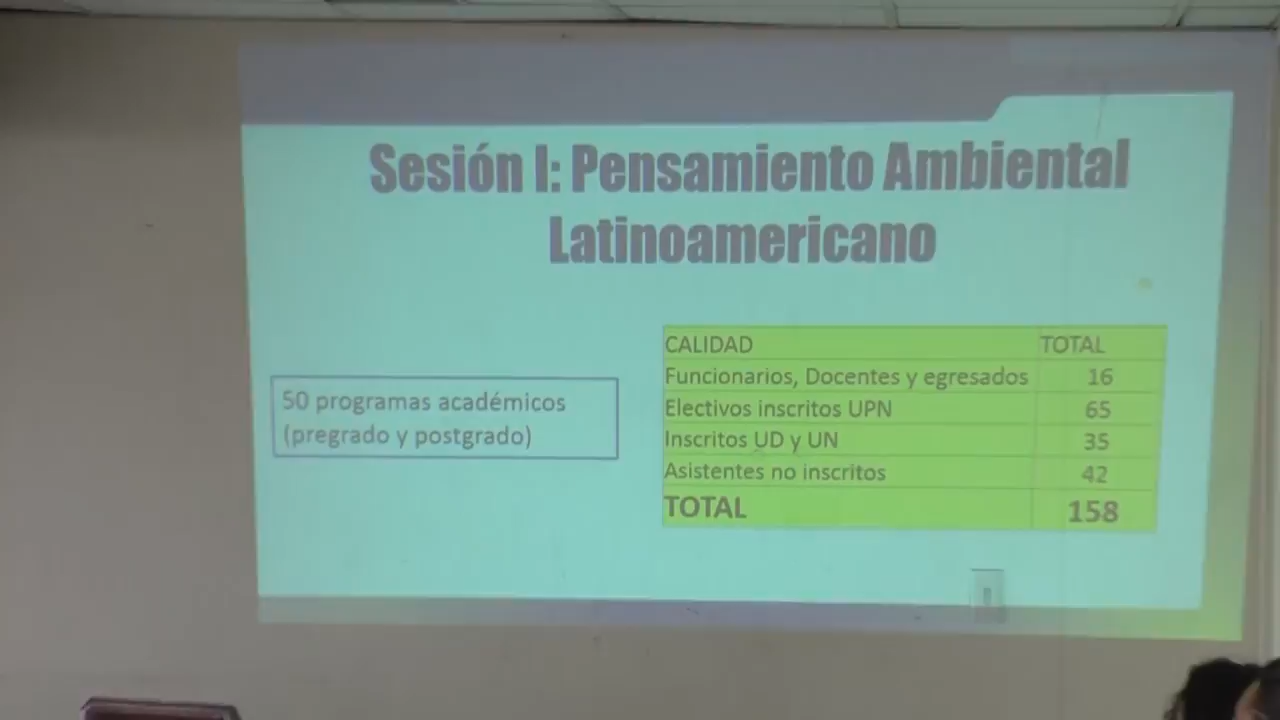 Sesión I: Pensamiento Ambiental
Latinoamericano
50 programas académicos
(pregrado y postgrado)
CALIDAD TOTAL
Funcionarios, Docentes y egresados 16
Electivos inscritos UPN 65
Inscritos UD y UN 35
Asistentes no inscritos 42
TOTAL 158